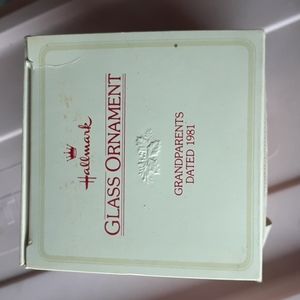 Hallmark
GLASS ORNAMENT
GRANDPARENTS
DATED 1981